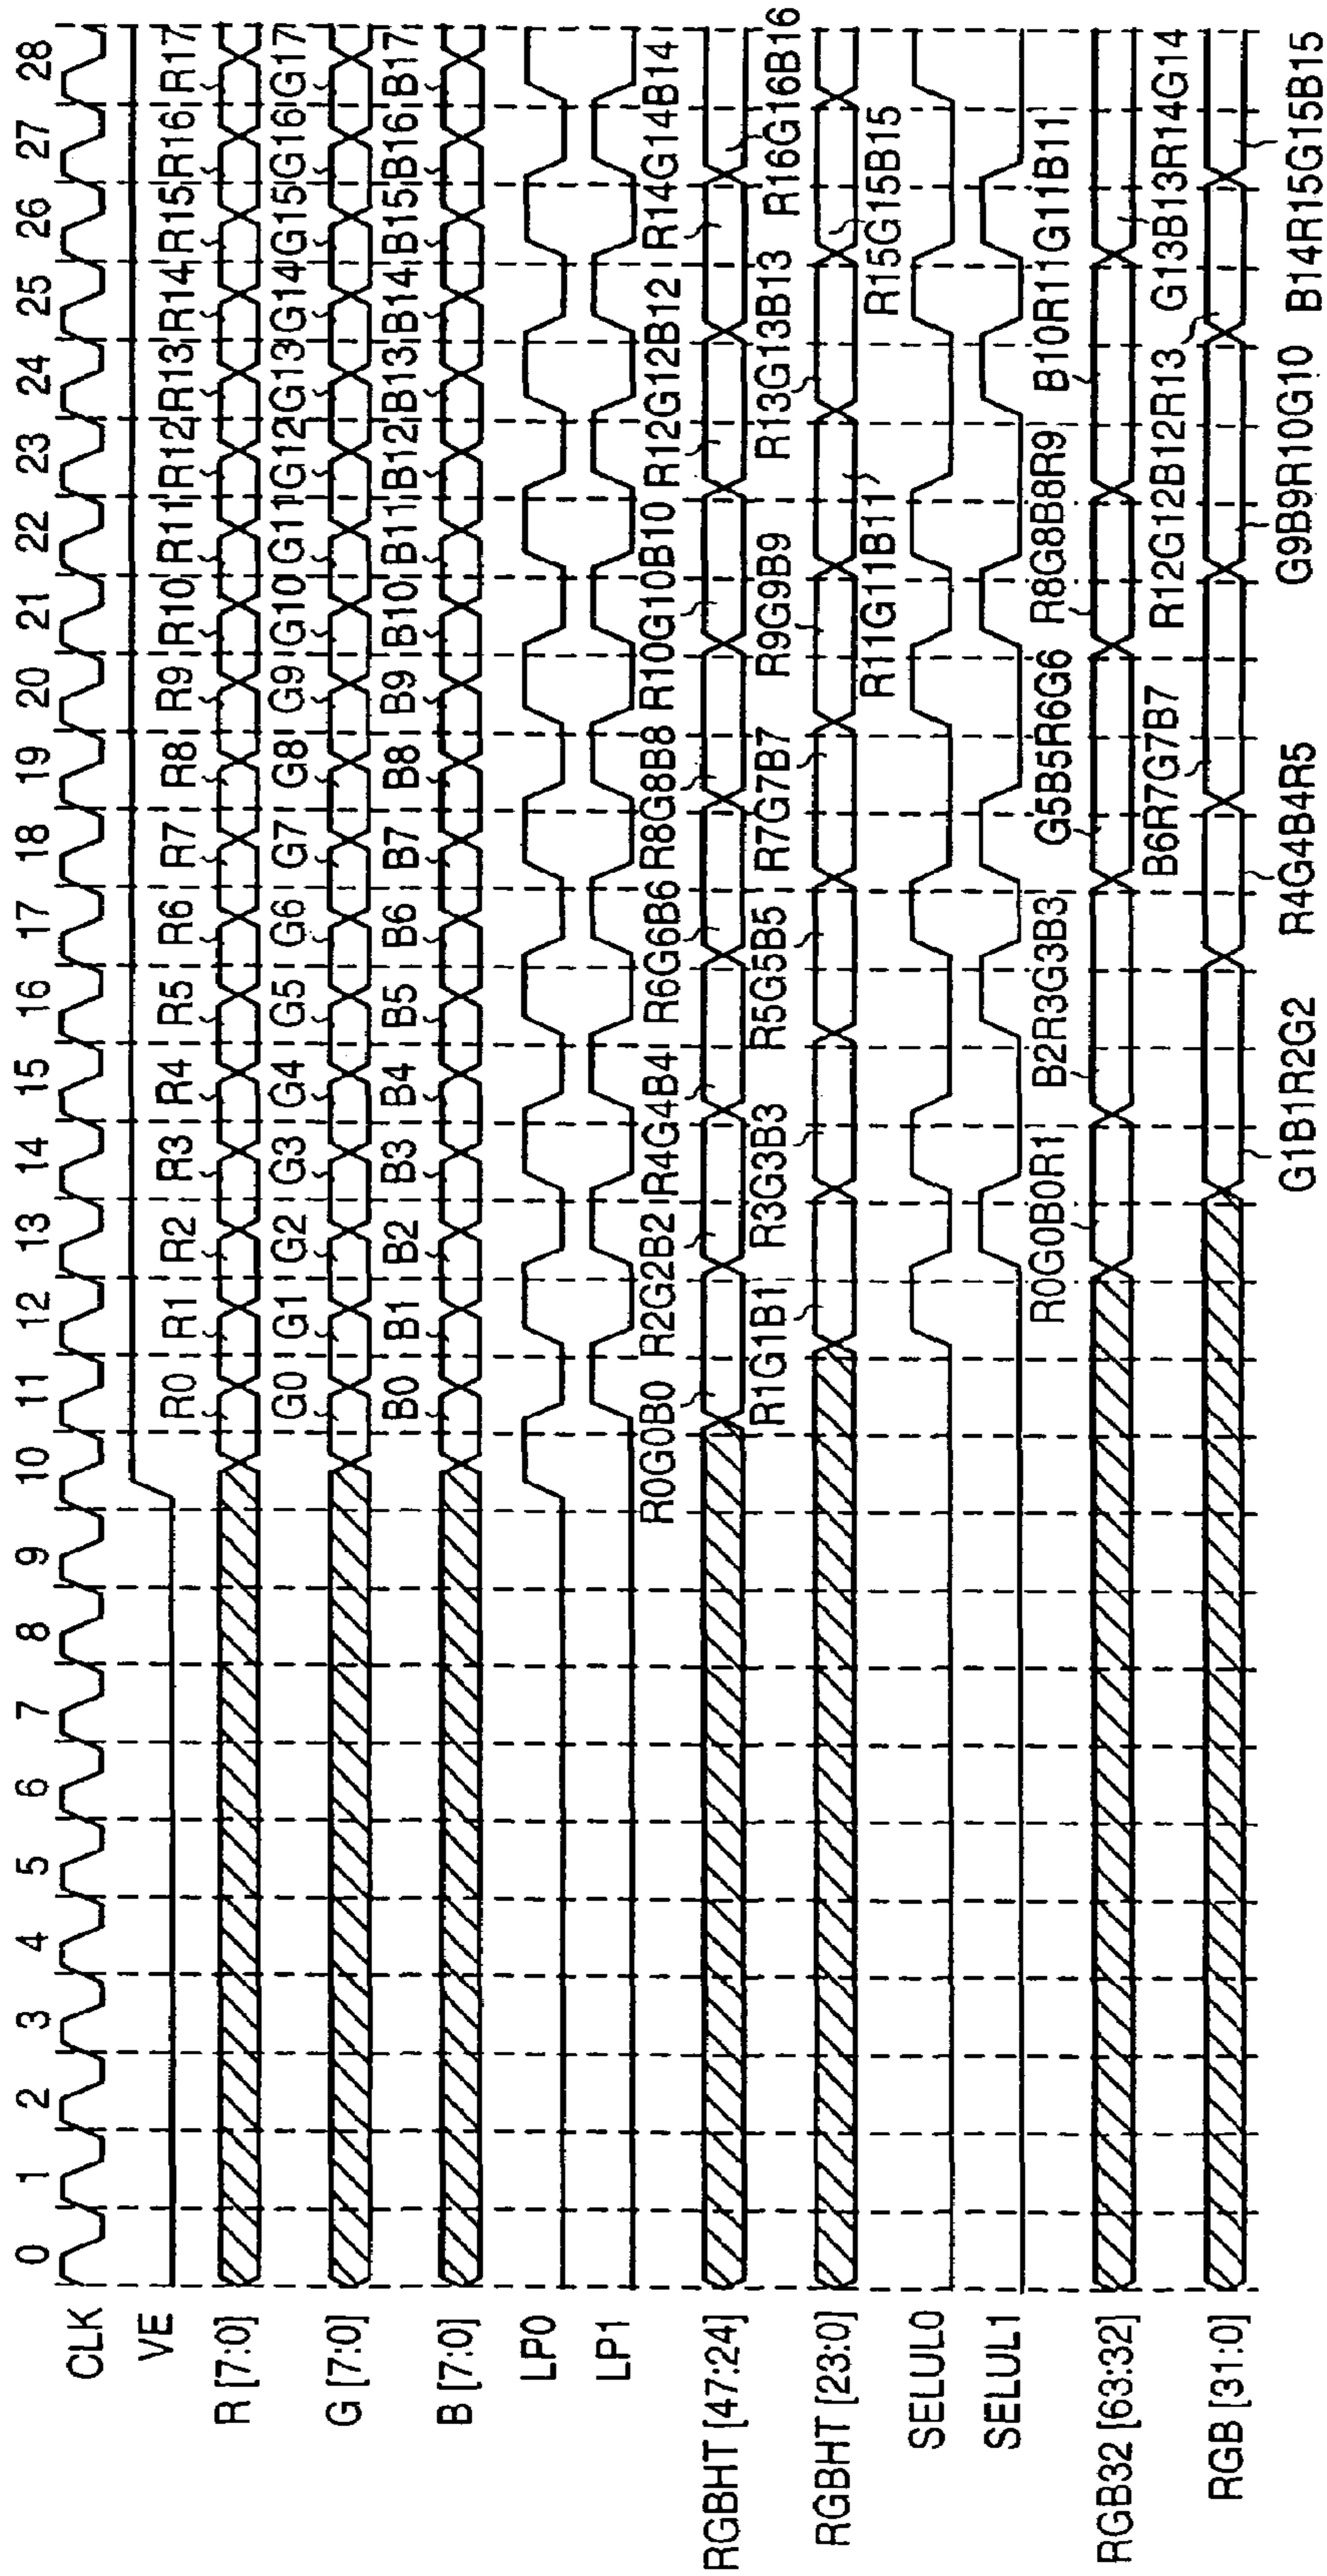 0 1 2 3 4 5 6 7 8 9 10 11 12 13 14 15 16 17 18 19 20 21 22 23 24 25 26 27 28
CLK
VE
R0 R1 R2 R3 R4 R5 R6 R7 R8 R9 R10 R11 R12 R13 R14 R15 R16 R17
R [7:0]
G0 G1 G2 G3 G4 G5 G6 G7 G8 G9 G10 G11 G12 G13 G14 G15 G16 G17
G [7:0]
B0 B1 B2 B3 B4 B5 B6 B7 B8 B9 B10 B11 B12 B13 B14 B15 B16 B17
B [7:0]
LP0
LP1
R0G0B0 R2G2B2 R4G4B4 R6G6B6 R8G8B8 R10G10B10 R12G12B12 R14G14B14
RGBHT [47:24]
R16G16B16
R1G1B1 R3G3B3 R5G5B5 R7G7B7 R9G9B9 R13G13B13
RGBHT [23:0]
R11G11B11 R15G15B15
SELUL0
SELUL1
R0G0B0R1 B2R3G3B3 G5B5R6G6 R8G8B8R9 B10R11G11B11
RGB32 [63:32]
B6R7G7B7 R12G12B12R13 G13B13R14G14
RGB [31:0]
G1B1R2G2 R4G4B4R5 G9B9R10G10 B14R15G15B15